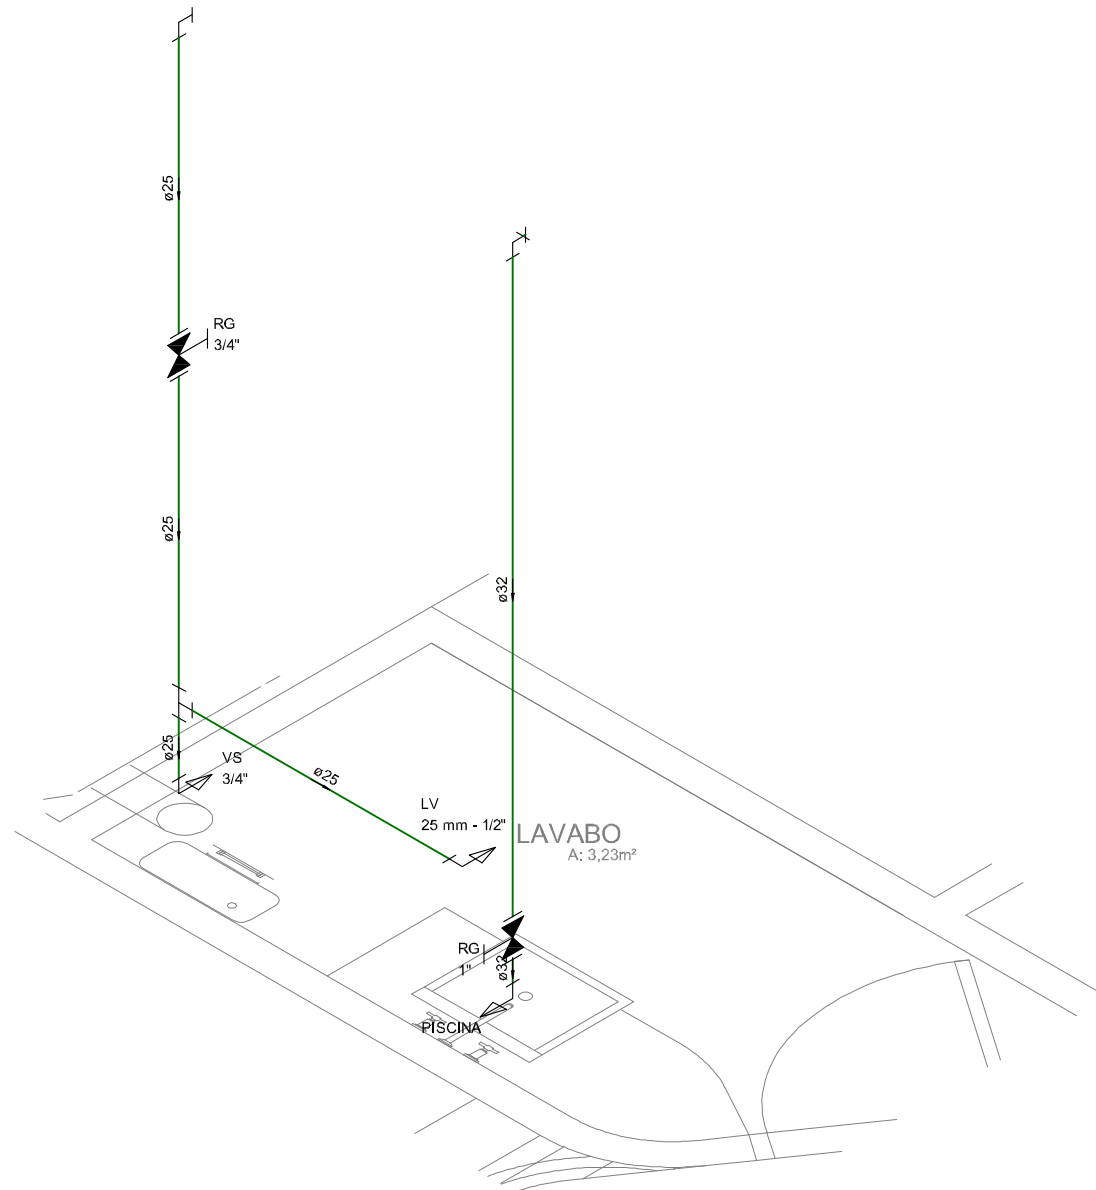 ø25
RG
3/4"
ø25
ø32
ø25
VS
3/4"
ø25
LV
25 mm - 1/2"
LAVABO
A: 3,23m²
RG
1"
ø32
PISCINA